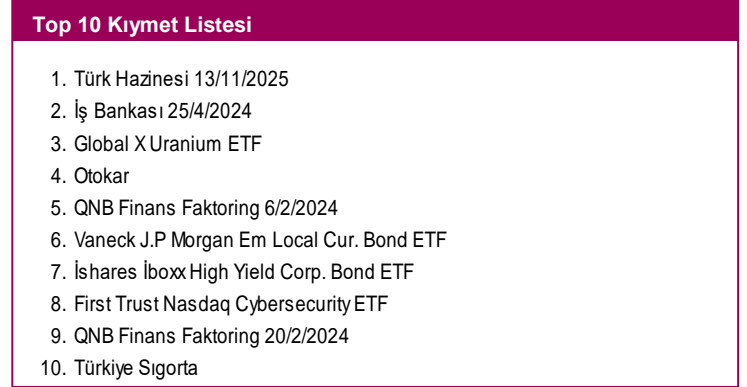 Top 10 Kıymet Listesi
1. Türk Hazinesi 13/11/2025
2. İş Bankası 25/4/2024
3. Global X Uranium ETF
4. Otokar
5. QNB Finans Faktoring 6/2/2024
6. Vaneck J.P Morgan Em Local Cur. Bond ETF
7. İshares İboxx High Yield Corp. Bond ETF
8. First Trust Nasdaq Cybersecurity ETF
9. QNB Finans Faktoring 20/2/2024
10. Türkiye Sıgorta